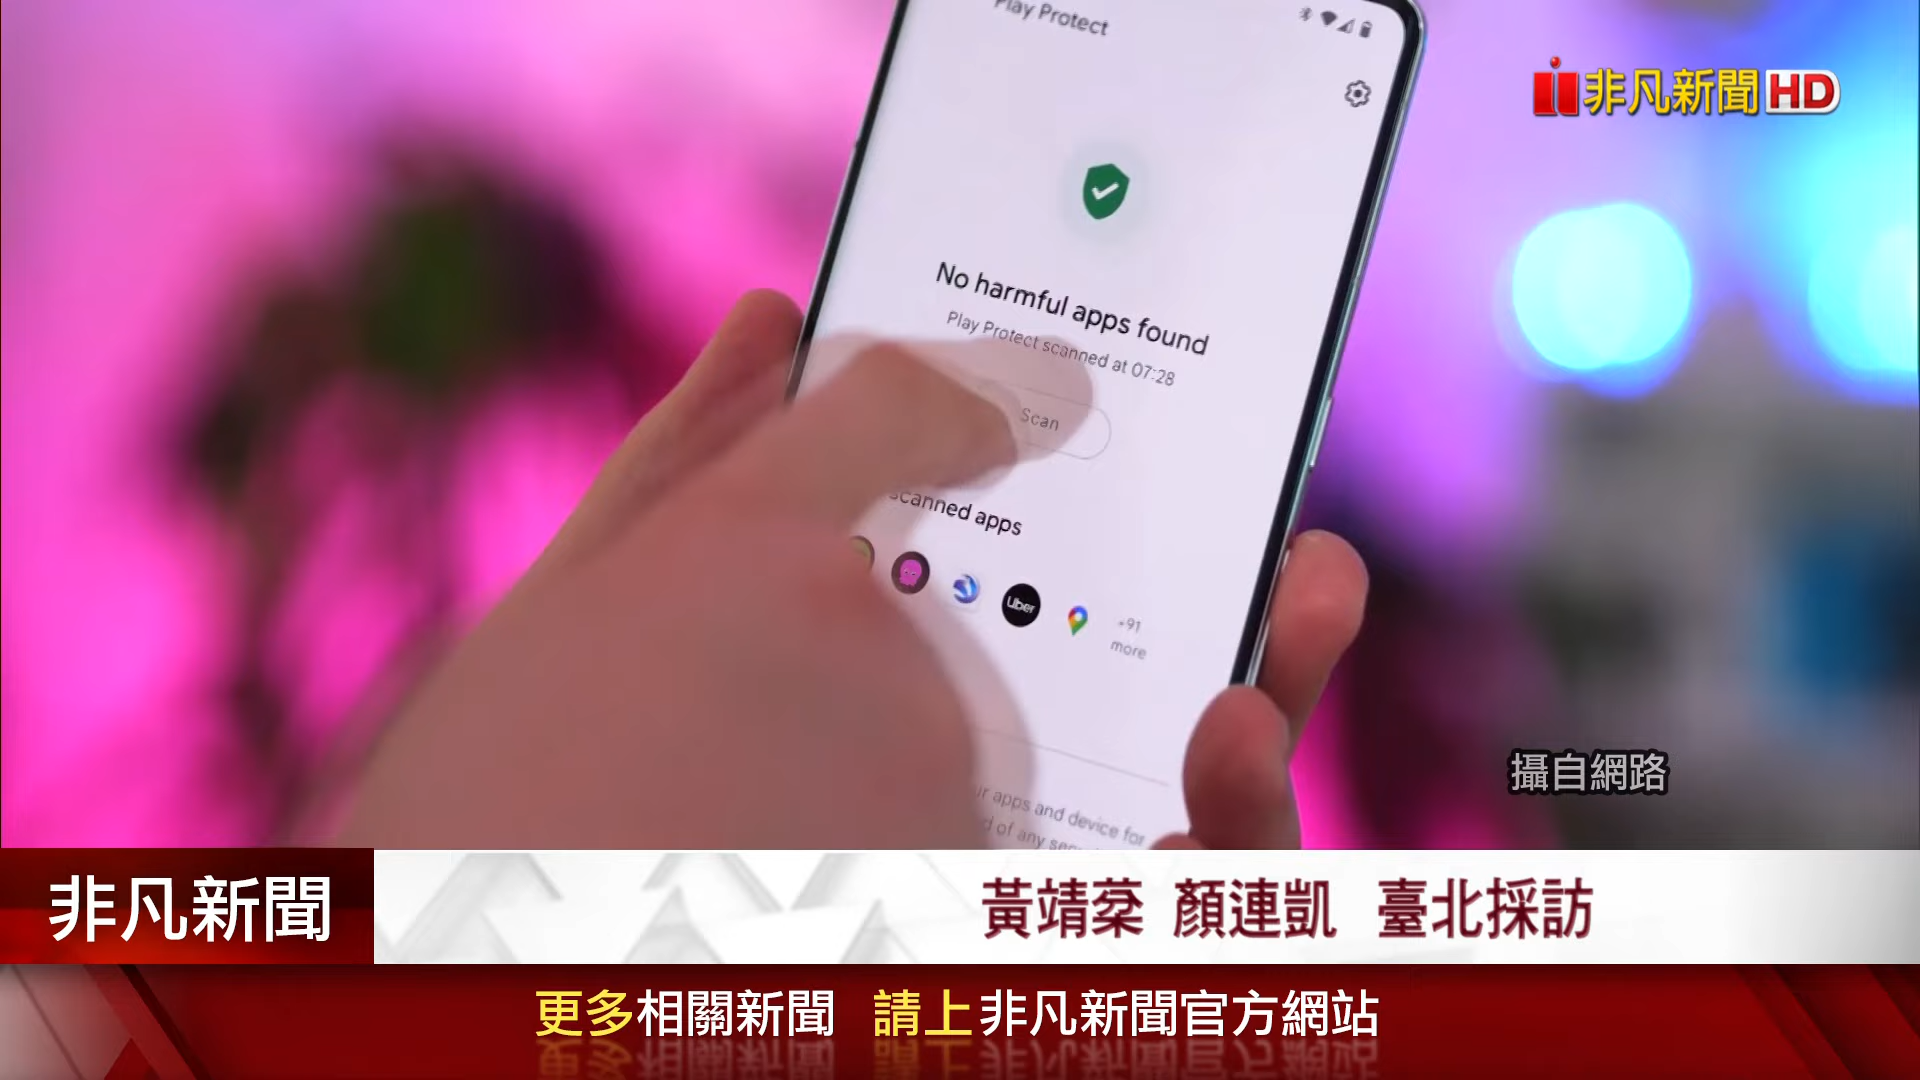 Play Protect
非凡新聞HD
No harmful apps found
Play Protect scanned at 07:28
Scan
scanned apps
Uber
+91
more
apps and device for
of any
攝自網路
非凡新聞
黃靖棻 顏連凱 臺北採訪
更多相關新聞 請上非凡新聞官方網站